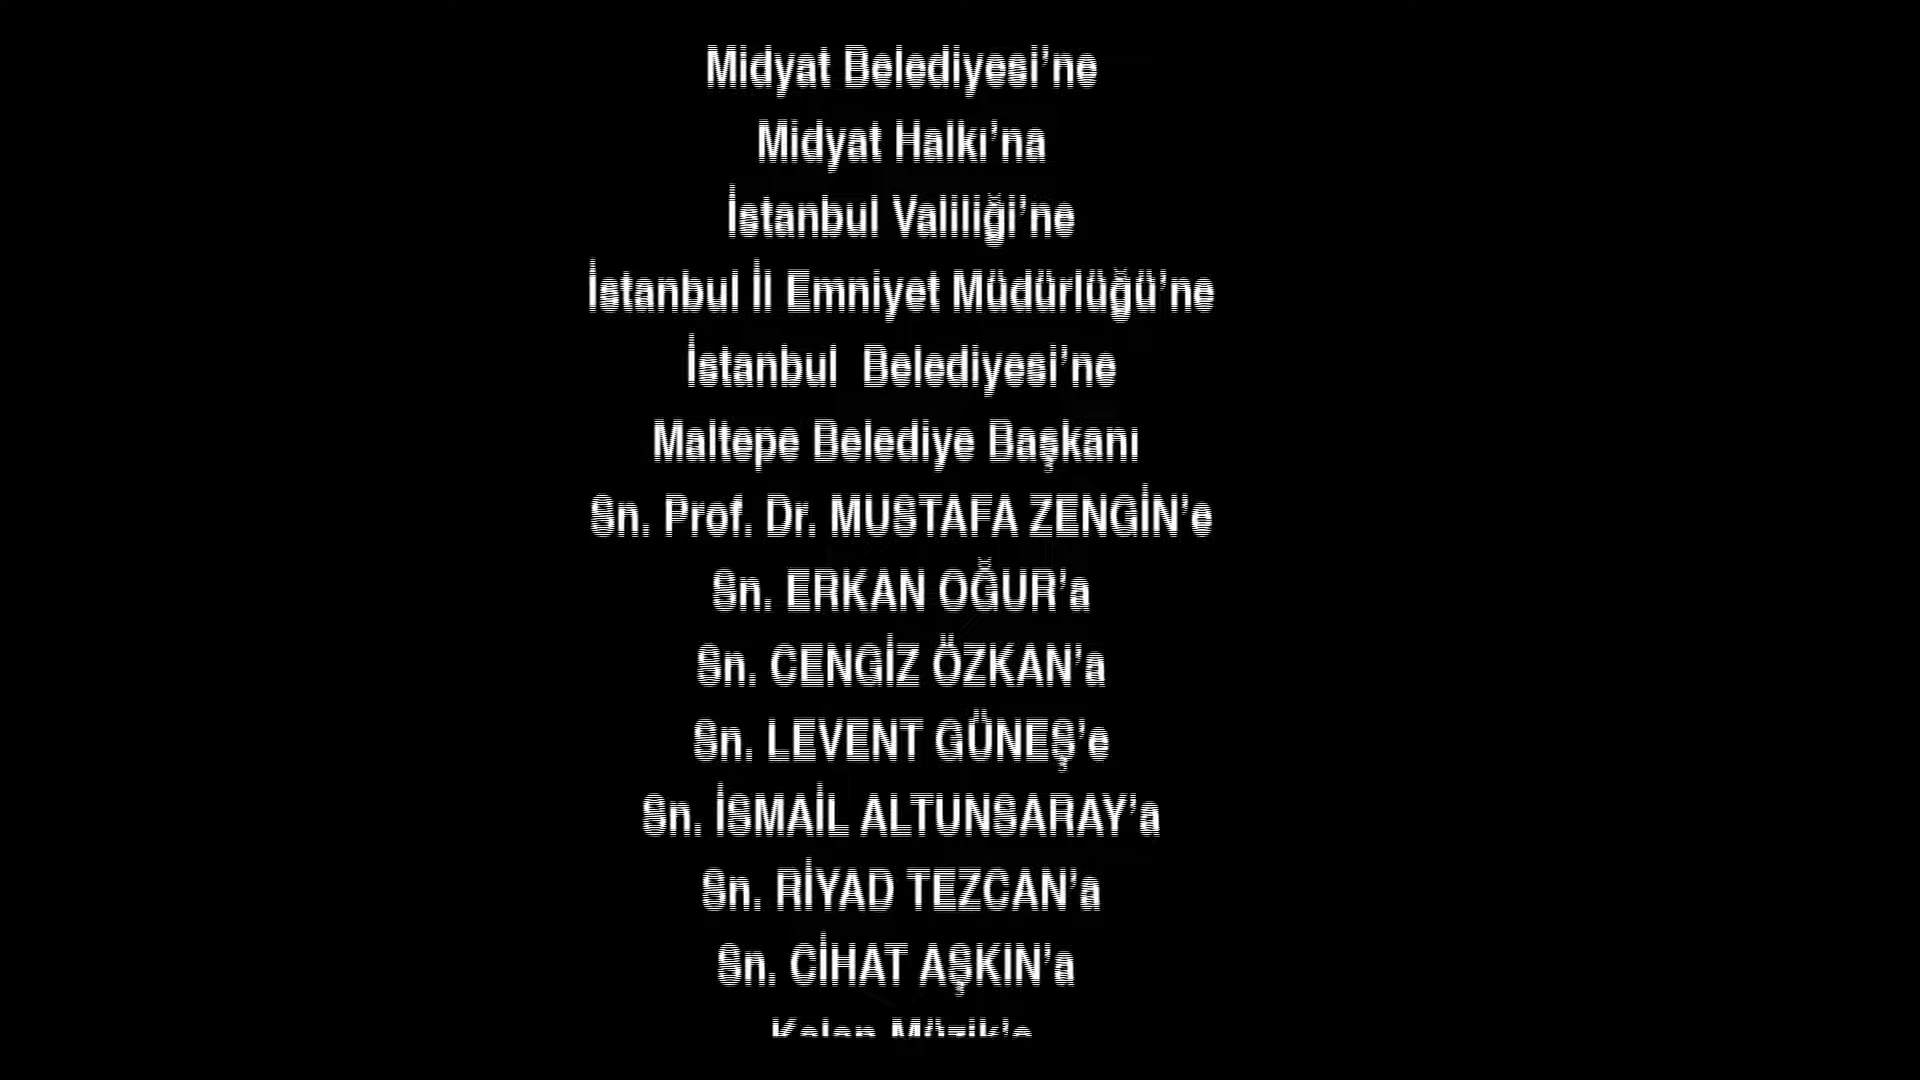 Midyat Belediyesi’ne
Midyat Halkı’na
İstanbul Valiliği’ne
İstanbul İl Emniyet Müdürlüğü’ne
İstanbul  Belediyesi’ne
Maltepe Belediye Başkanı
Sn. Prof. Dr. MUSTAFA ZENGİN’e
Sn. ERKAN OĞUR’a
Sn. CENGİZ ÖZKAN’a
Sn. LEVENT GÜNEŞ’e
Sn. İSMAİL ALTUNSARAY’a
Sn. RİYAD TEZCAN’a
Sn. CİHAT AŞKIN’a
Kalan Müzik’e